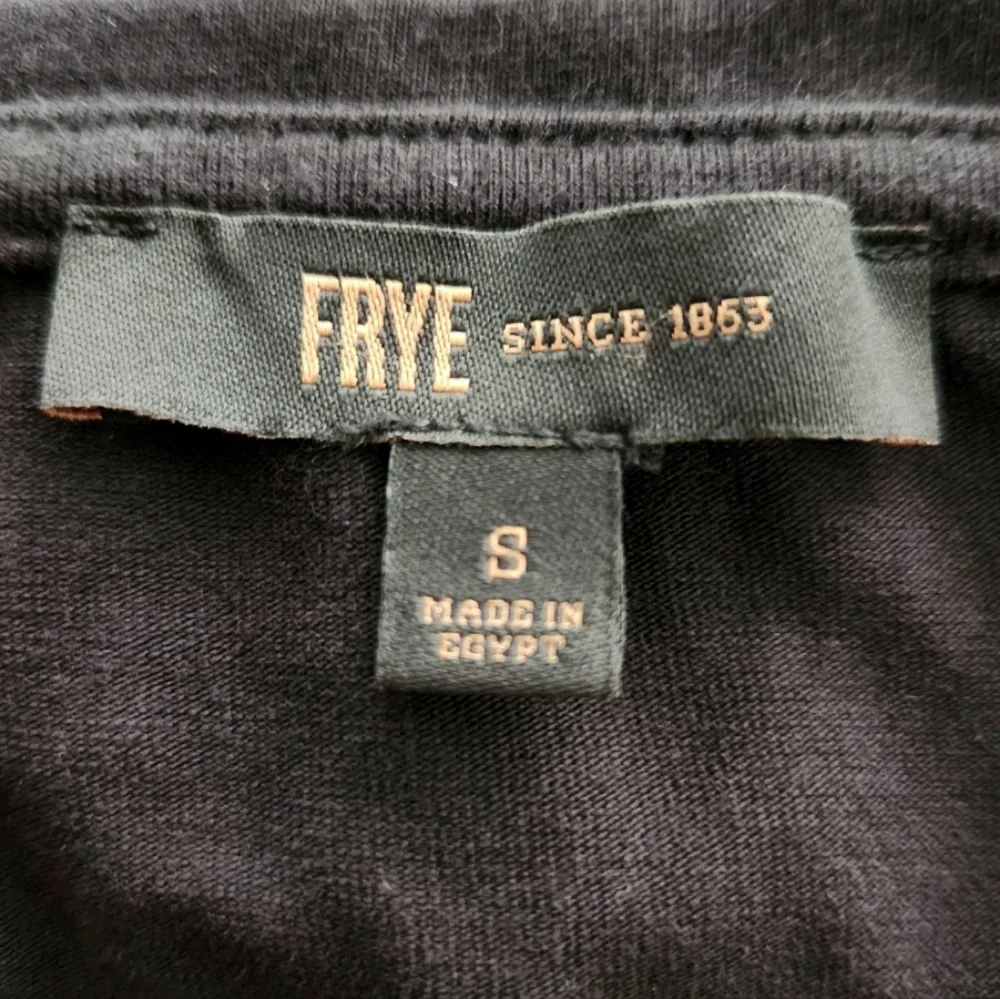 FRYE SINCE 1863
S
MADE IN
EGYPT